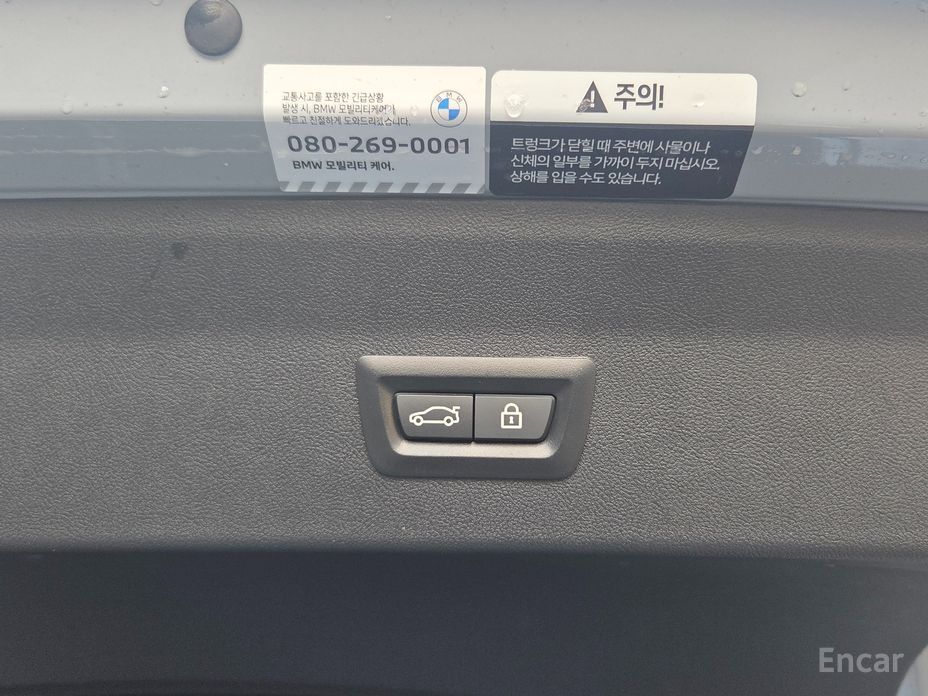 교통사고를 포함한 긴급상황
발생 시, BMW 모빌리티케어가
빠르고 친절하게 도와드리겠습니다.
080-269-0001
BMW 모빌리티 케어.
BMW
주의!
트렁크가 닫힐 때 주변에 사물이나
신체의 일부를 가까이 두지 마십시오.
상해를 입을 수도 있습니다.
Encar